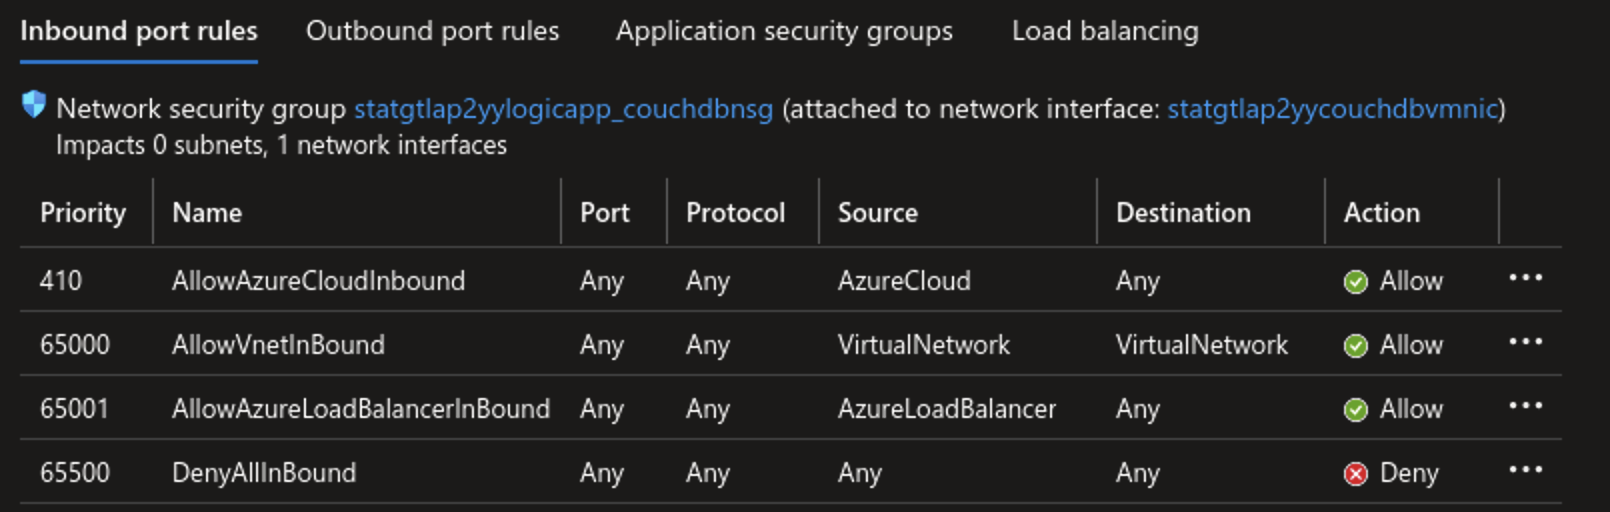 Inbound port rules Outbound port rules Application security groups Load balancing
Network security group statgtlap2yylogicapp_couchdbnsg (attached to network interface: statgtlap2yycouchdbvmnic)
Impacts 0 subnets, 1 network interfaces
Priority Name Port Protocol Source Destination Action
410 AllowAzureCloudInbound Any Any AzureCloud Any Allow ...
65000 AllowVnetInBound Any Any VirtualNetwork VirtualNetwork Allow ...
65001 AllowAzureLoadBalancerInBound Any Any AzureLoadBalancer Any Allow ...
65500 DenyAllInBound Any Any Any Any Deny ...